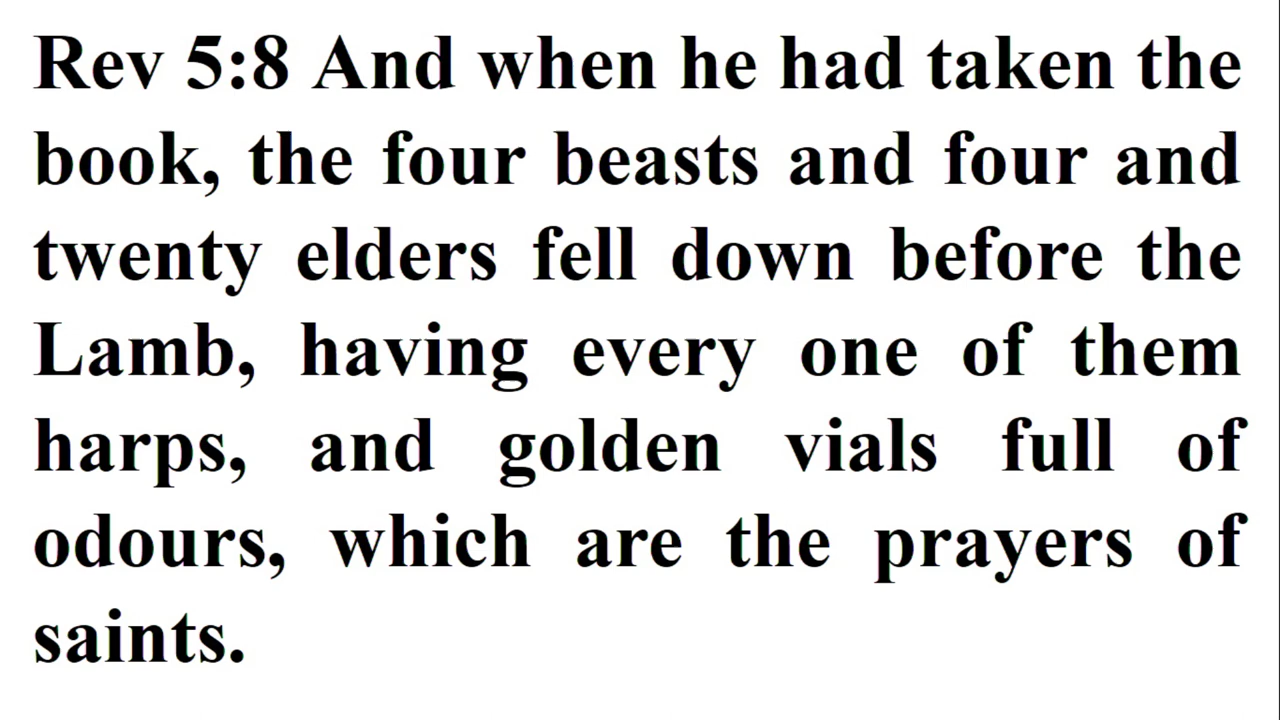 Rev 5:8 And when he had taken the
book, the four beasts and four and
twenty elders fell down before the
Lamb, having every one of them
harps, and golden vials full of
odours, which are the prayers of
saints.